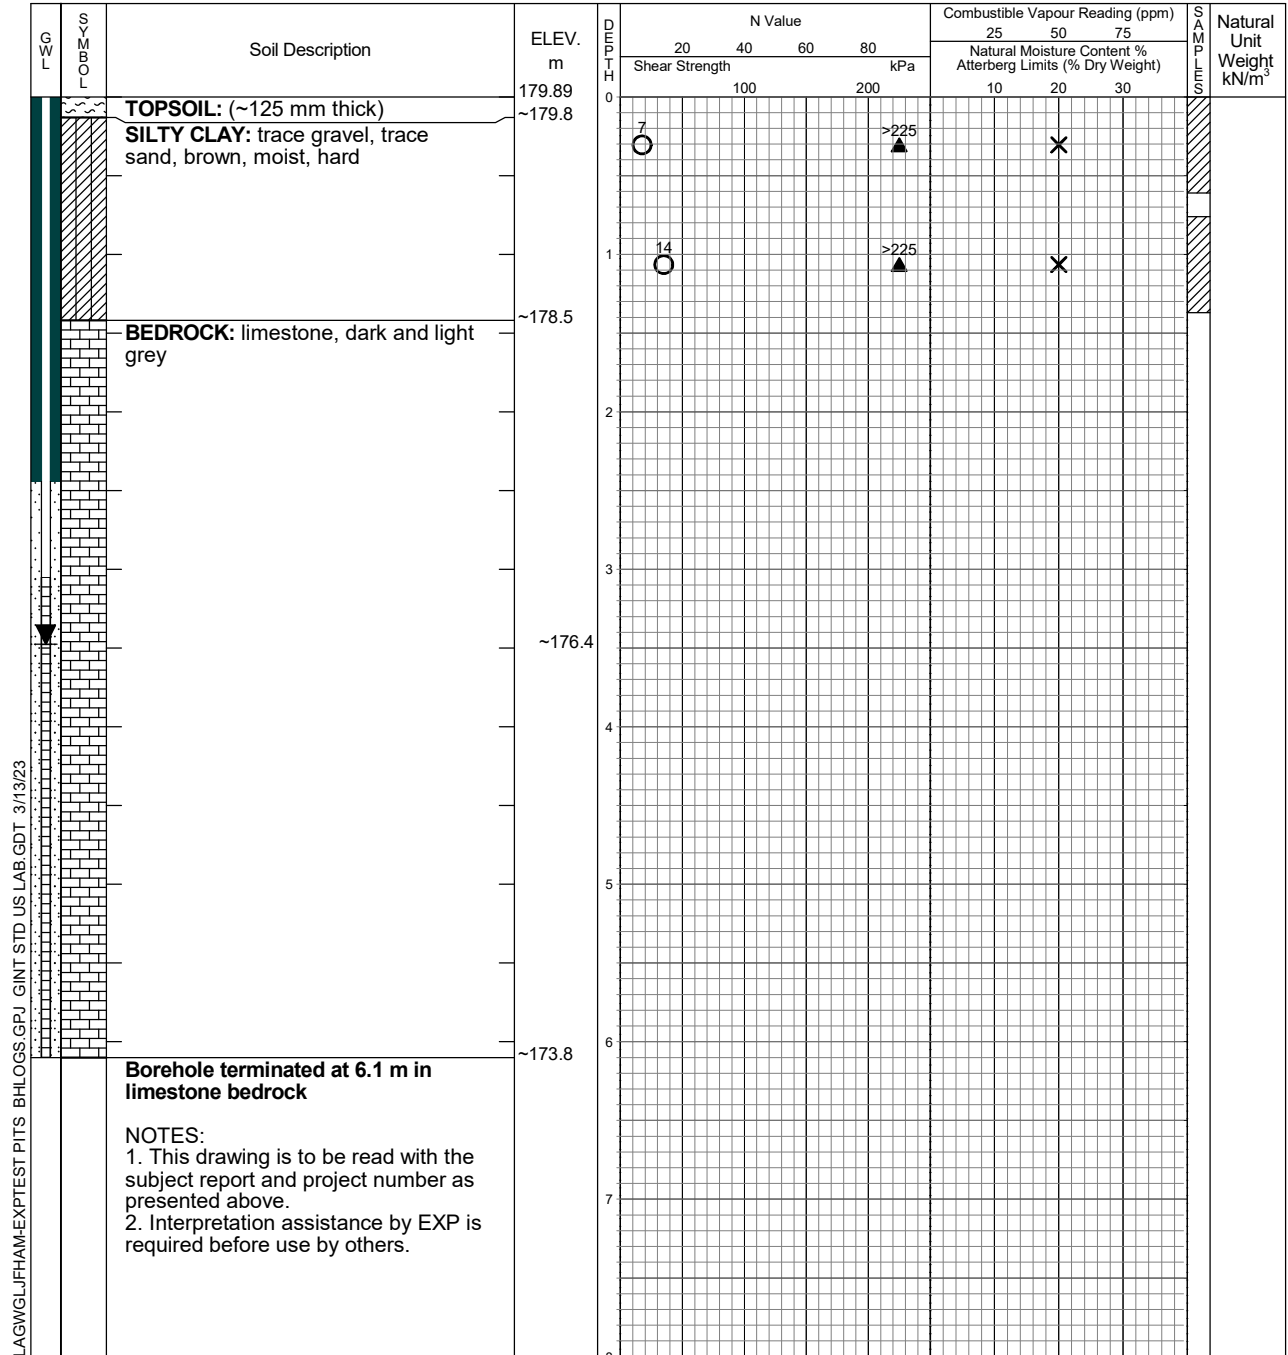 GWL
SYMBOL
Soil Description
ELEV.
m
DEPTH
N Value
20 40 60 80
Shear Strength kPa
100 200
Combustible Vapour Reading (ppm)
25 50 75
Natural Moisture Content %
Atterberg Limits (% Dry Weight)
10 20 30
SAMPLES
Natural
Unit
Weight
kN/m³
179.89
0
TOPSOIL: (~125 mm thick)
~179.8
SILTY CLAY: trace gravel, trace
sand, brown, moist, hard
7
>225
14
>225
1
~178.5
BEDROCK: limestone, dark and light
grey
2
3
~176.4
4
5
6
~173.8
Borehole terminated at 6.1 m in
limestone bedrock
NOTES:
1. This drawing is to be read with the
subject report and project number as
presented above.
2. Interpretation assistance by EXP is
required before use by others.
7
LAGWGLJFHAM-EXPTEST PITS BHLOGS.GPJ GINT STD US LAB.GDT 3/13/23